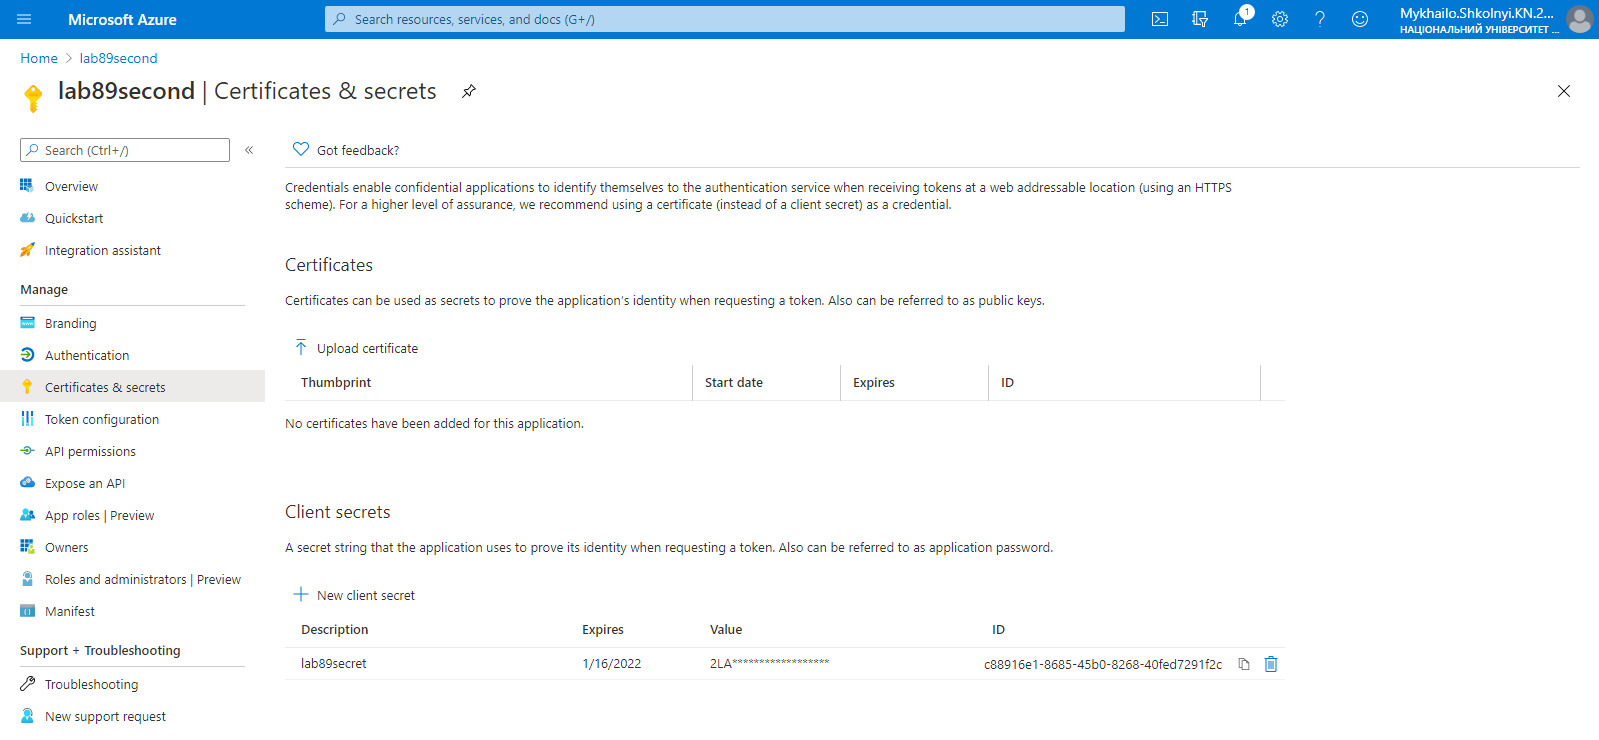 Microsoft Azure
Search resources, services, and docs (G+/)
1
Mykhailo.Shkolnyi.KN.2...
НАЦІОНАЛЬНИЙ УНІВЕРСИТЕТ ...
Home > lab89second
lab89second | Certificates & secrets
Search (Ctrl+/)
«
Got feedback?
Overview
Quickstart
Integration assistant
Manage
Branding
Authentication
Certificates & secrets
Token configuration
API permissions
Expose an API
App roles | Preview
Owners
Roles and administrators | Preview
Manifest
Support + Troubleshooting
Troubleshooting
New support request
Credentials enable confidential applications to identify themselves to the authentication service when receiving tokens at a web addressable location (using an HTTPS
scheme). For a higher level of assurance, we recommend using a certificate (instead of a client secret) as a credential.
Certificates
Certificates can be used as secrets to prove the application's identity when requesting a token. Also can be referred to as public keys.
Upload certificate
Thumbprint Start date Expires ID
No certificates have been added for this application.
Client secrets
A secret string that the application uses to prove its identity when requesting a token. Also can be referred to as application password.
New client secret
Description Expires Value ID
lab89secret 1/16/2022 2LA****************** c88916e1-8685-45b0-8268-40fed7291f2c